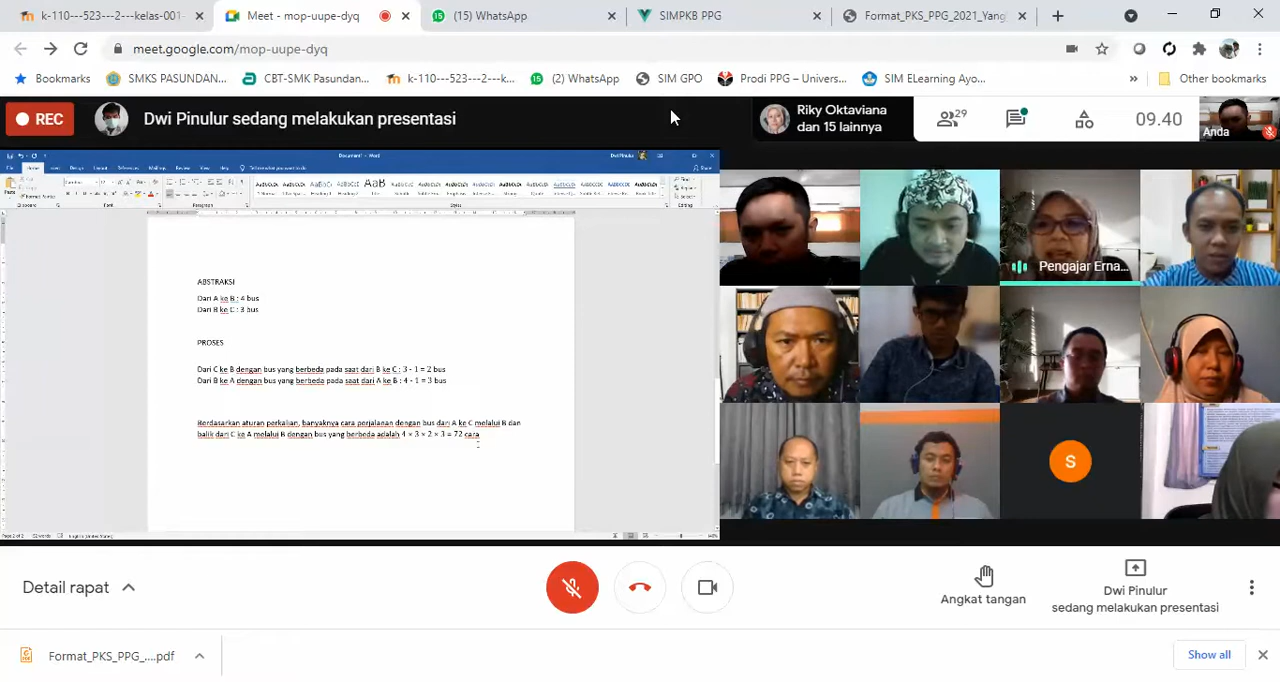 k-110---523---2---kelas-001-
Meet - mop-uupe-dyq
(15) WhatsApp
SIMPKB PPG
Format_PKS_PPG_2021_Yang
meet.google.com/mop-uupe-dyq
Bookmarks
SMKS PASUNDAN...
CBT-SMK Pasundan...
k-110---523---2---k...
(2) WhatsApp
SIM GPO
Prodi PPG – Univers...
SIM ELearning Ayo...
»
Other bookmarks
REC
Dwi Pinulur sedang melakukan presentasi
Riky Oktaviana
dan 15 lainnya
29
09.40
Anda
Document1 - Word
ABSTRAKSI
Dari A ke B : 4 bus
Dari B ke C : 3 bus
PROSES
Dari C ke B dengan bus yang berbeda pada saat dari B ke C : 3 - 1 = 2 bus
Dari B ke A dengan bus yang berbeda pada saat dari A ke B : 4 - 1 = 3 bus
Berdasarkan aturan perkalian, banyaknya cara perjalanan dengan bus dari A ke C melalui B dan
balik dari C ke A melalui B dengan bus yang berbeda adalah 4 × 3 × 2 × 3 = 72 cara
Pengajar Erna...
S
Detail rapat
Angkat tangan
Dwi Pinulur
sedang melakukan presentasi
Format_PKS_PPG_....pdf
Show all